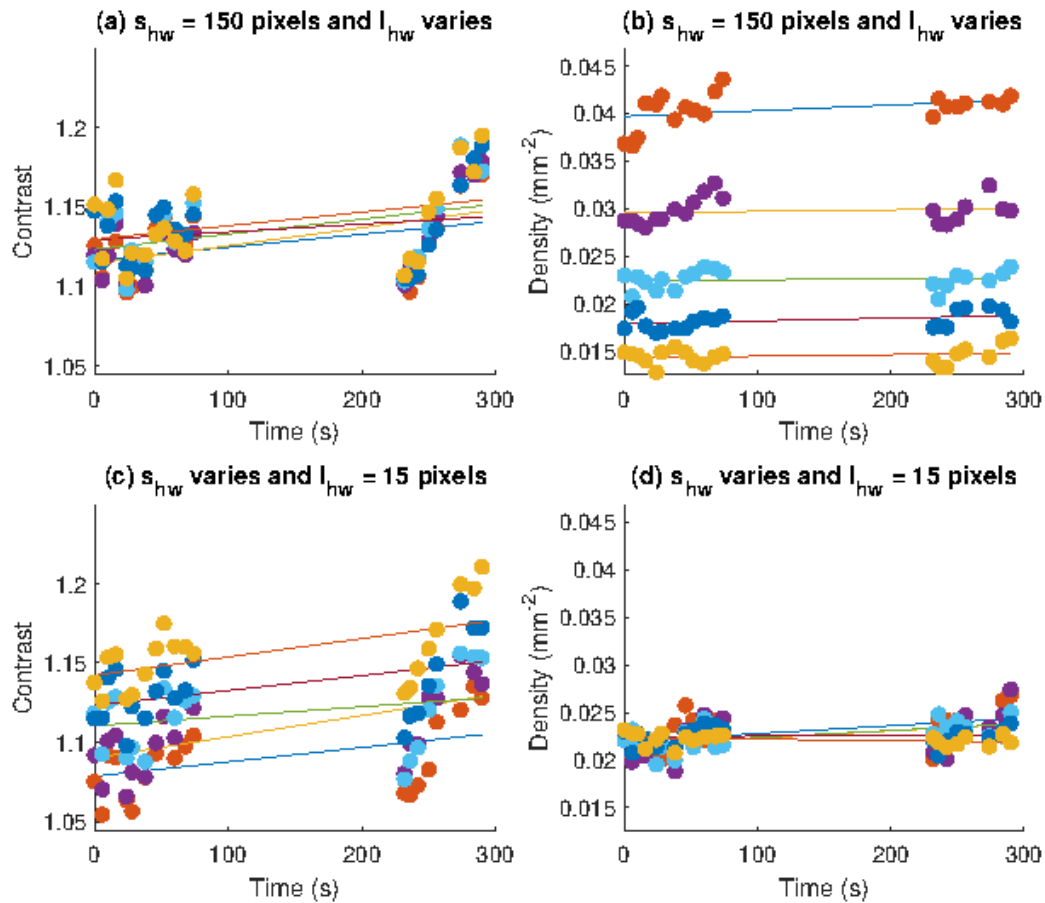 (a) s_hw = 150 pixels and l_hw varies
1.2
1.15
1.1
1.05
Contrast
0 100 200 300
Time (s)
(b) s_hw = 150 pixels and l_hw varies
0.045
0.04
0.035
0.03
0.025
0.02
0.015
Density (mm^-2)
0 100 200 300
Time (s)
(c) s_hw varies and l_hw = 15 pixels
1.2
1.15
1.1
1.05
Contrast
0 100 200 300
Time (s)
(d) s_hw varies and l_hw = 15 pixels
0.045
0.04
0.035
0.03
0.025
0.02
0.015
Density (mm^-2)
0 100 200 300
Time (s)